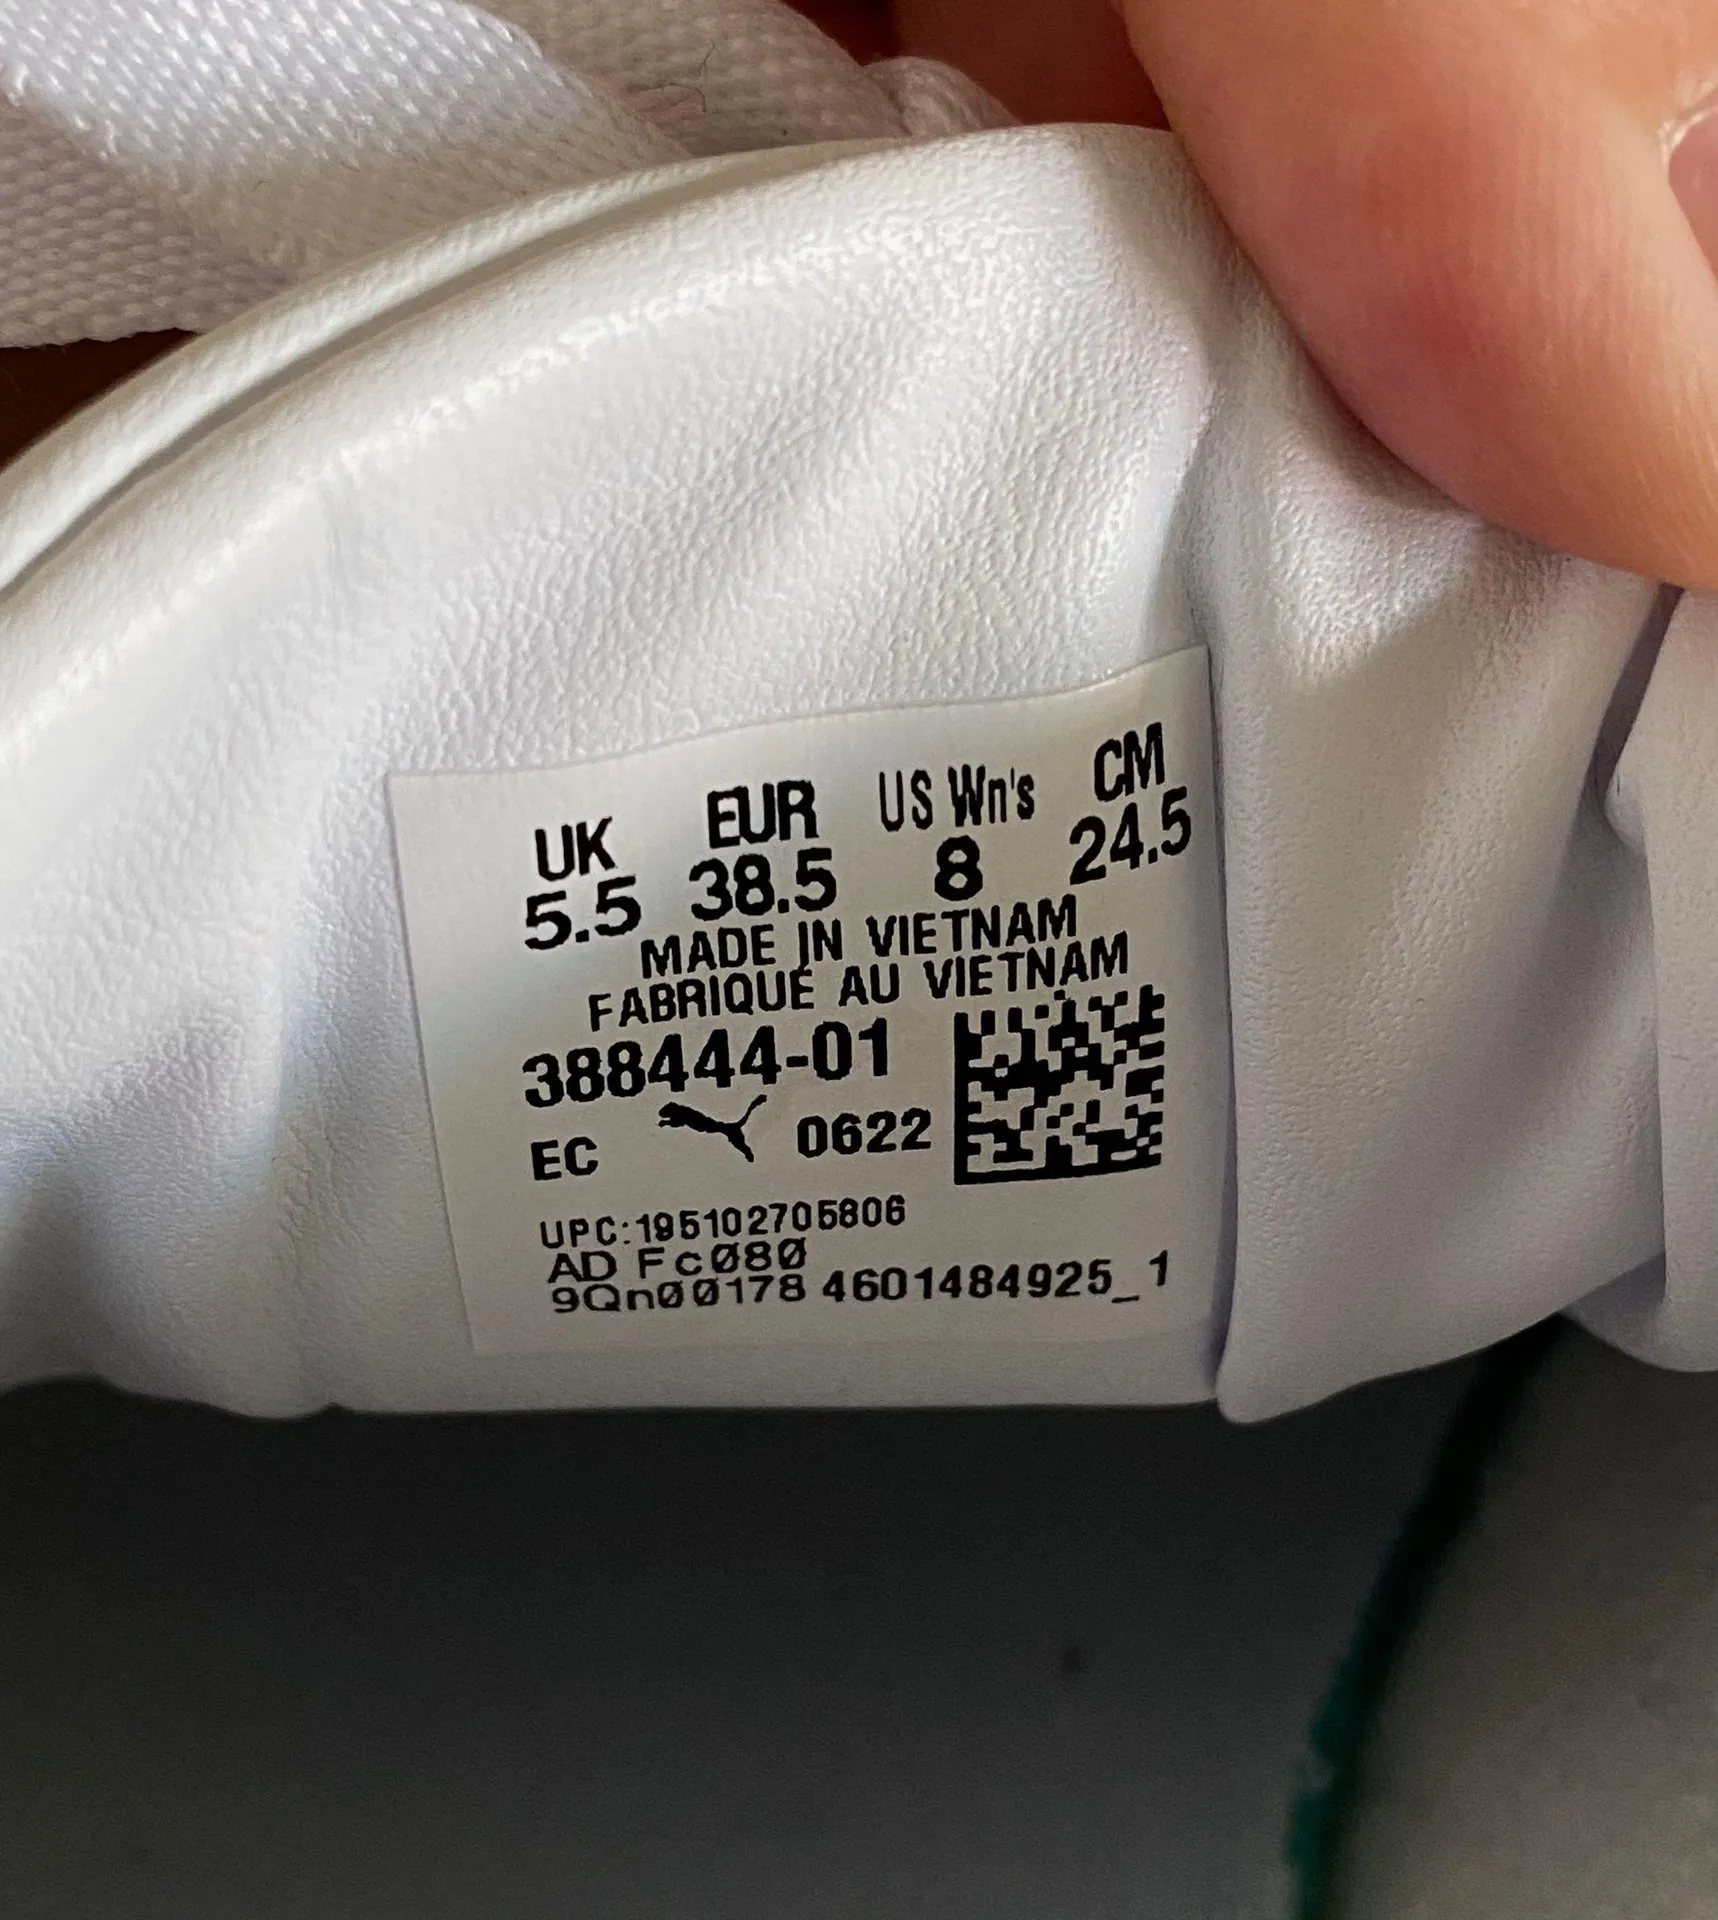 UK EUR US Wn's CM
5.5 38.5 8 24.5
MADE IN VIETNAM
FABRIQUÉ AU VIETNAM
388444-01
EC 0622
UPC:195102705806
AD Fc080
9Qn00178 4601484925_1